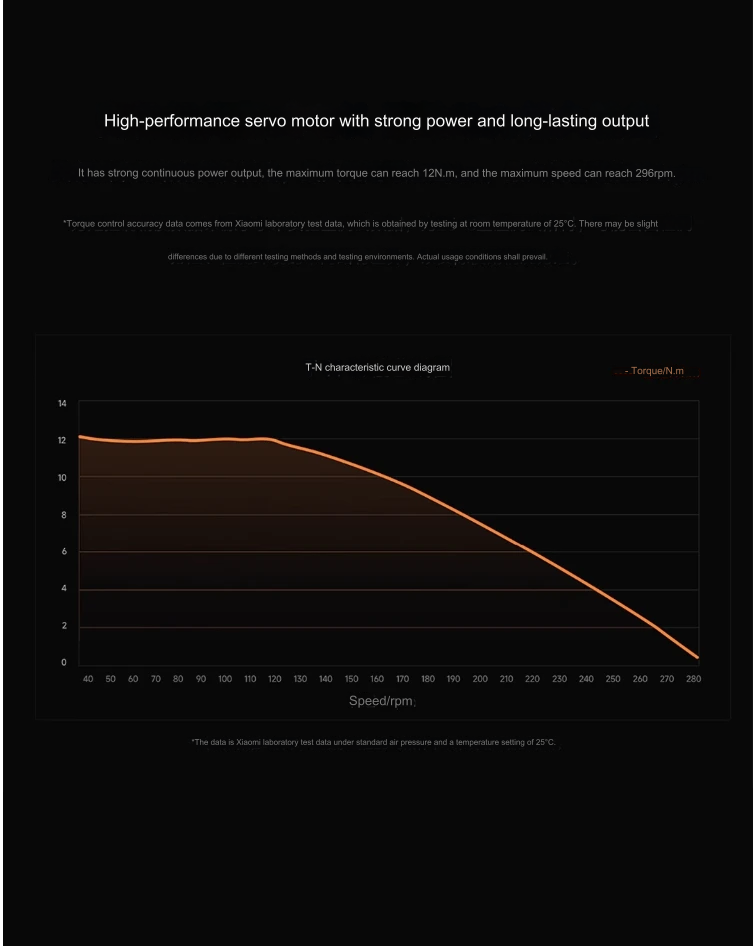 High-performance servo motor with strong power and long-lasting output
It has strong continuous power output, the maximum torque can reach 12N.m, and the maximum speed can reach 296rpm.
*Torque control accuracy data comes from Xiaomi laboratory test data, which is obtained by testing at room temperature of 25°C. There may be slight
differences due to different testing methods and testing environments. Actual usage conditions shall prevail.
T-N characteristic curve diagram
- Torque/N.m
14
12
10
8
6
4
2
0
40 50 60 70 80 90 100 110 120 130 140 150 160 170 180 190 200 210 220 230 240 250 260 270 280
Speed/rpm
*The data is Xiaomi laboratory test data under standard air pressure and a temperature setting of 25°C.